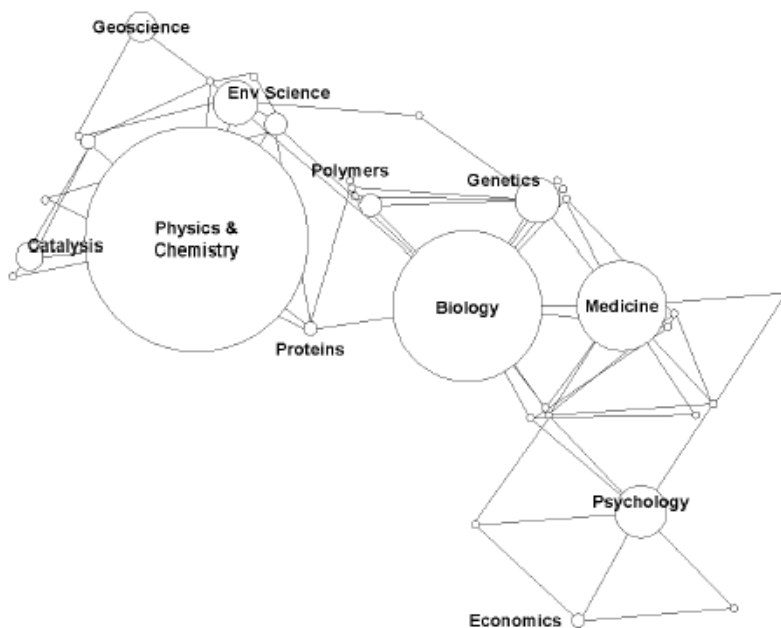 Geoscience
Env Science
Polymers
Genetics
Physics &
Chemistry
Catalysis
Biology
Medicine
Proteins
Psychology
Economics